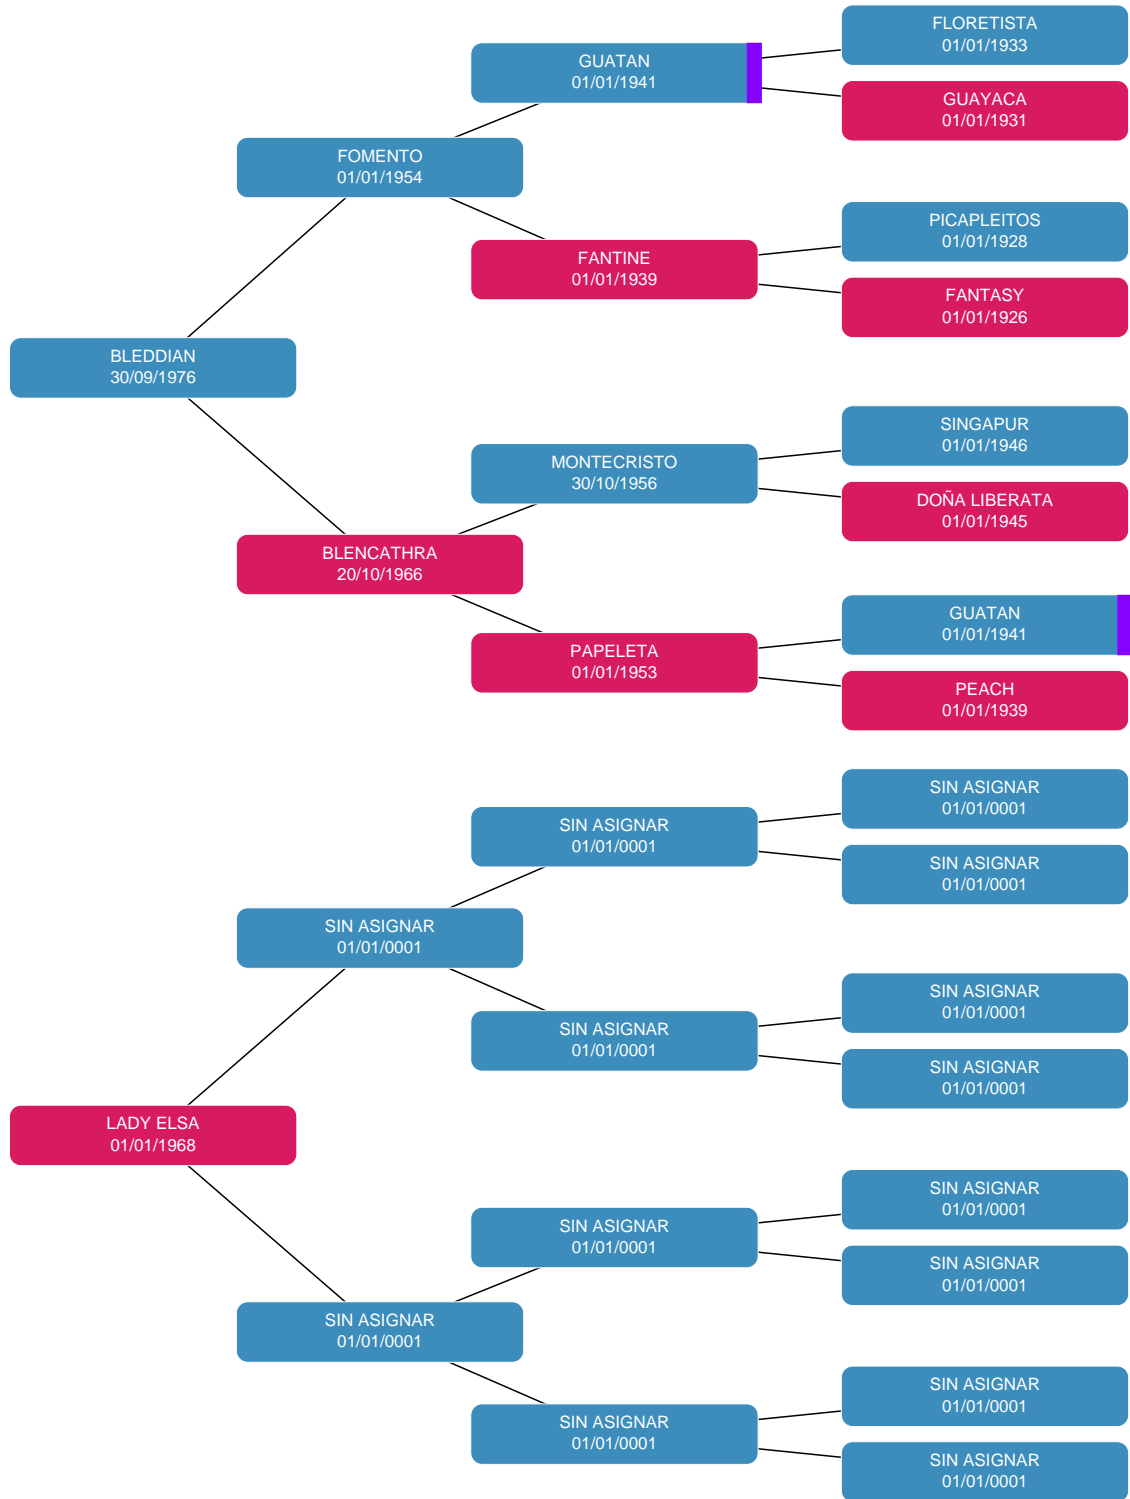 FLORETISTA
01/01/1933
GUATAN
01/01/1941
GUAYACA
01/01/1931
FOMENTO
01/01/1954
PICAPLEITOS
01/01/1928
FANTINE
01/01/1939
FANTASY
01/01/1926
BLEDDIAN
30/09/1976
SINGAPUR
01/01/1946
MONTECRISTO
30/10/1956
DOÑA LIBERATA
01/01/1945
BLENCATHRA
20/10/1966
GUATAN
01/01/1941
PAPELETA
01/01/1953
PEACH
01/01/1939
SIN ASIGNAR
01/01/0001
SIN ASIGNAR
01/01/0001
SIN ASIGNAR
01/01/0001
SIN ASIGNAR
01/01/0001
SIN ASIGNAR
01/01/0001
SIN ASIGNAR
01/01/0001
SIN ASIGNAR
01/01/0001
LADY ELSA
01/01/1968
SIN ASIGNAR
01/01/0001
SIN ASIGNAR
01/01/0001
SIN ASIGNAR
01/01/0001
SIN ASIGNAR
01/01/0001
SIN ASIGNAR
01/01/0001
SIN ASIGNAR
01/01/0001
SIN ASIGNAR
01/01/0001